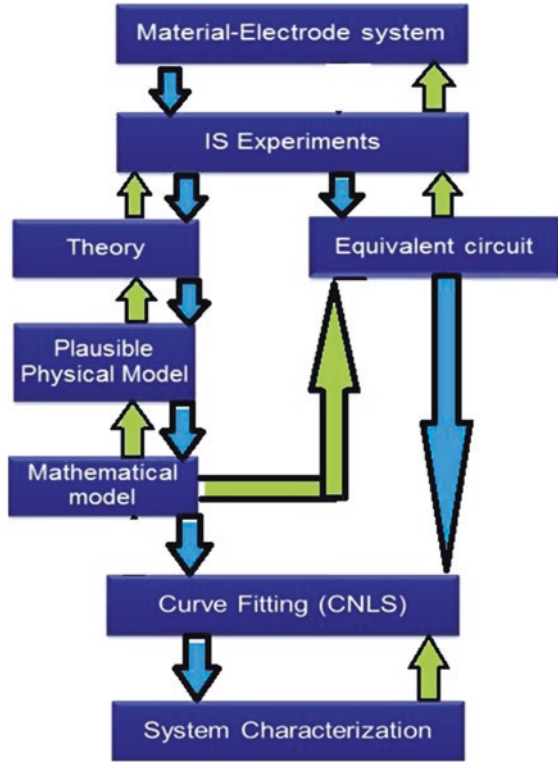 Material-Electrode system
IS Experiments
Theory
Equivalent circuit
Plausible
Physical Model
Mathematical
model
Curve Fitting (CNLS)
System Characterization